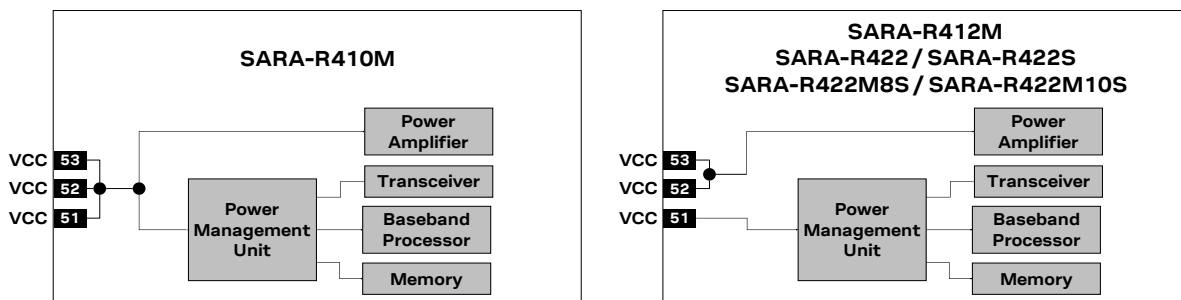 SARA-R410M
Power
Amplifier
VCC 53
VCC 52
VCC 51
Transceiver
Power
Management
Unit
Baseband
Processor
Memory
SARA-R412M
SARA-R422 / SARA-R422S
SARA-R422M8S / SARA-R422M10S
Power
Amplifier
VCC 53
VCC 52
VCC 51
Transceiver
Power
Management
Unit
Baseband
Processor
Memory